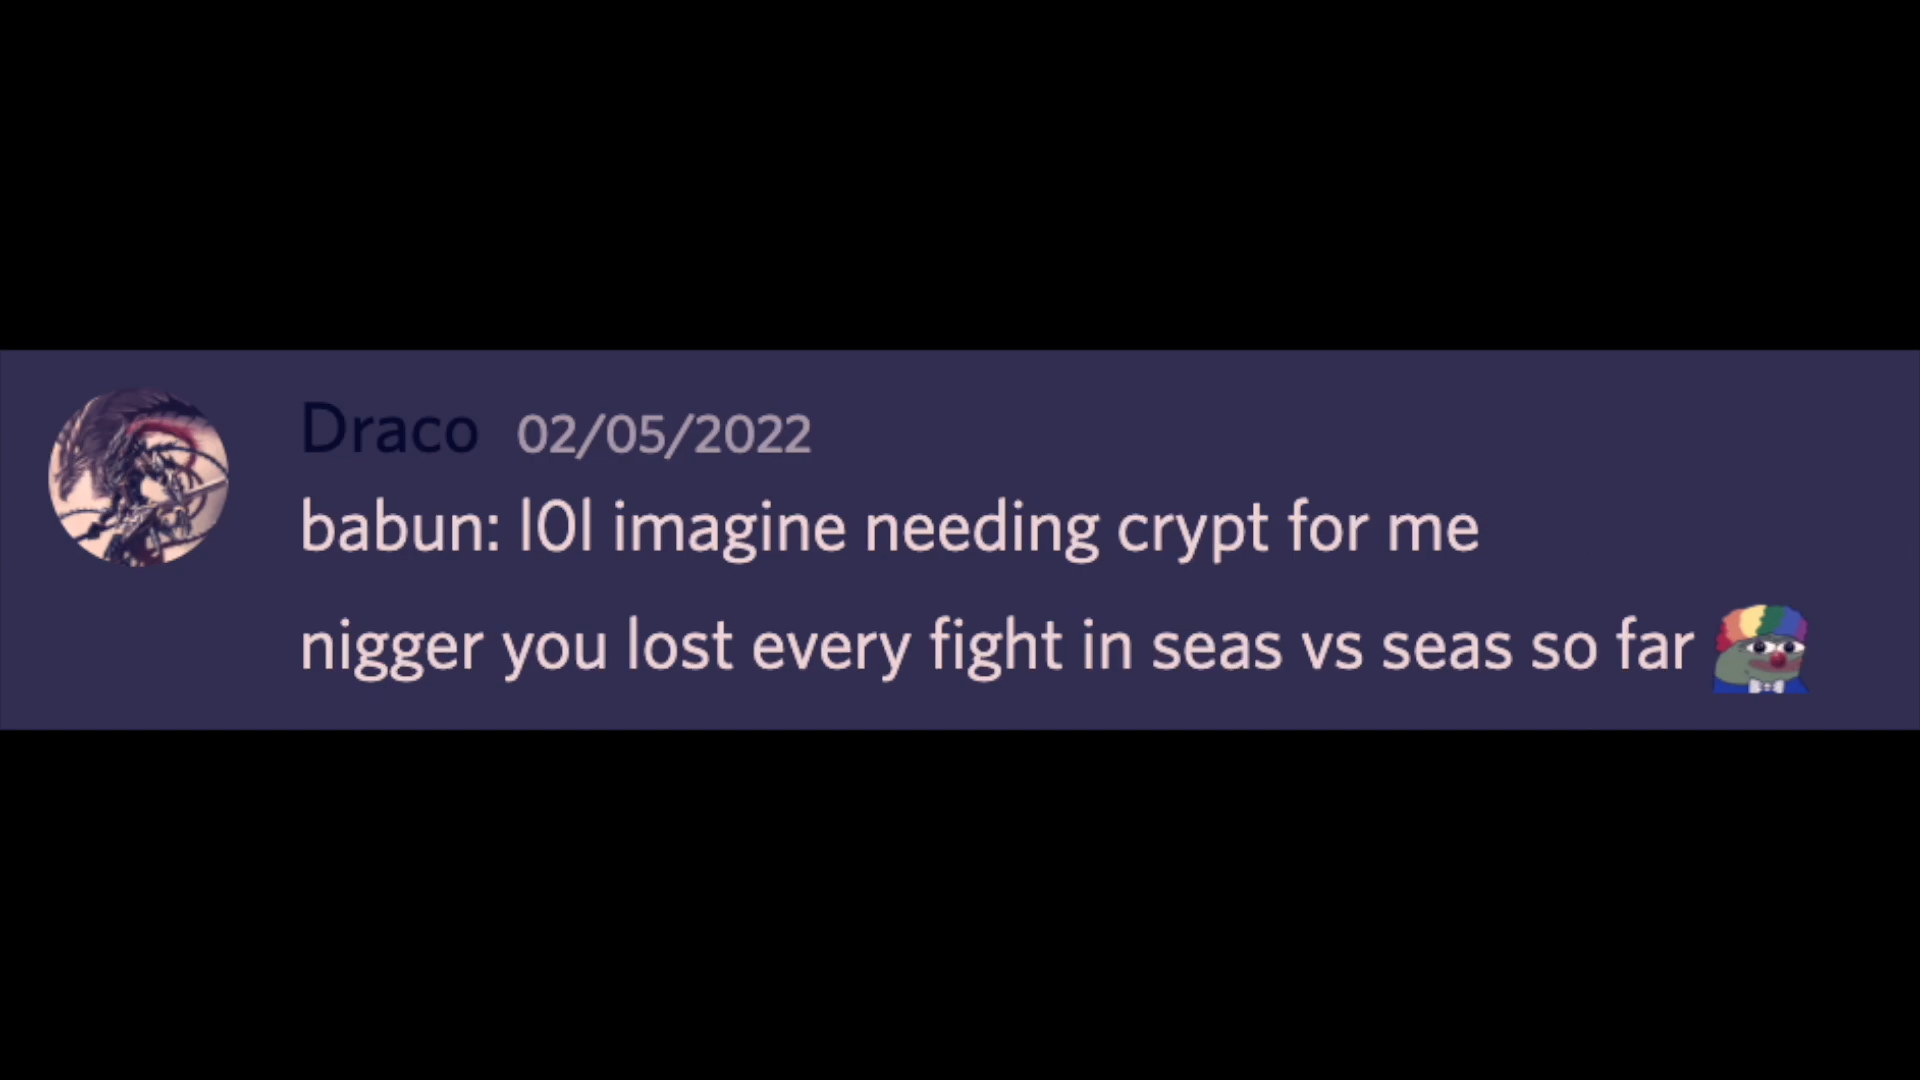 Draco 02/05/2022
babun: l0l imagine needing crypt for me
nigger you lost every fight in seas vs seas so far